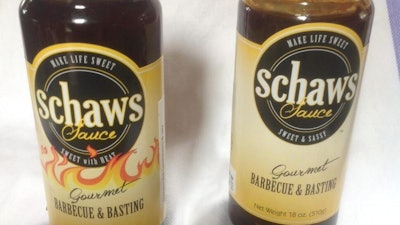 MAKE LIFE SWEET
schaws
Sauce
SWEET with HEAT
Gourmet
BARBECUE & BASTING
MAKE LIFE SWEET
schaws
Sauce
SWEET & SASSY
Gourmet
BARBECUE & BASTING
Net Weight 18 oz. (510g)